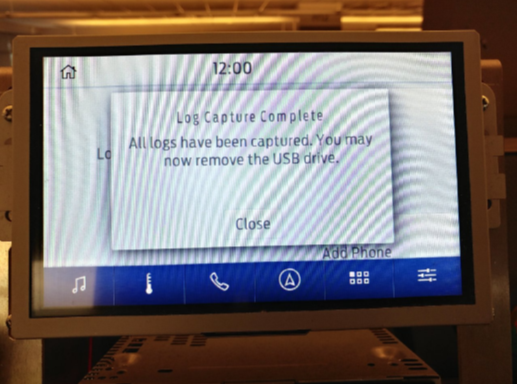 12:00
Log Capture Complete
All logs have been captured. You may
now remove the USB drive.
Lo
Close
Add Phone